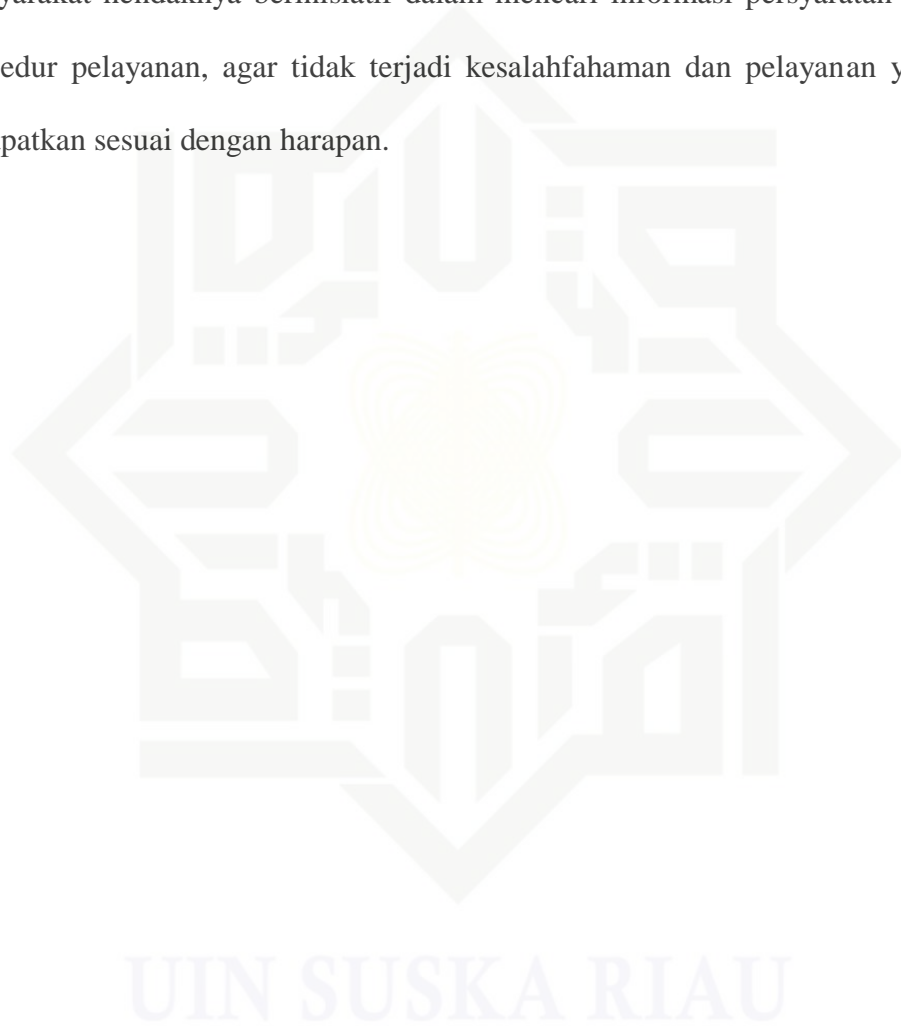 yarakat hendaknya berinisiatif dalam mencari informasi persyaratan
edur pelayanan, agar tidak terjadi kesalahfahaman dan pelayanan y
patkan sesuai dengan harapan.
UIN SUSKA RIAU